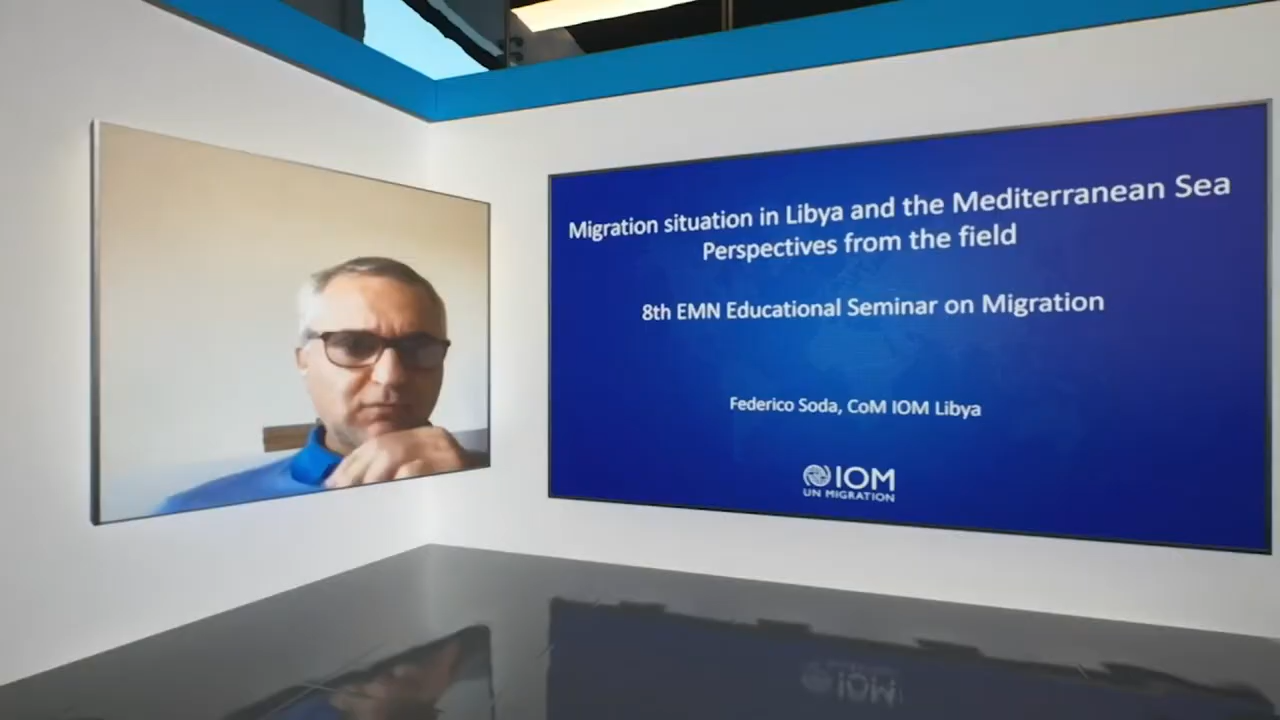 Migration situation in Libya and the Mediterranean Sea
Perspectives from the field
8th EMN Educational Seminar on Migration
Federico Soda, CoM IOM Libya
IOM
UN MIGRATION